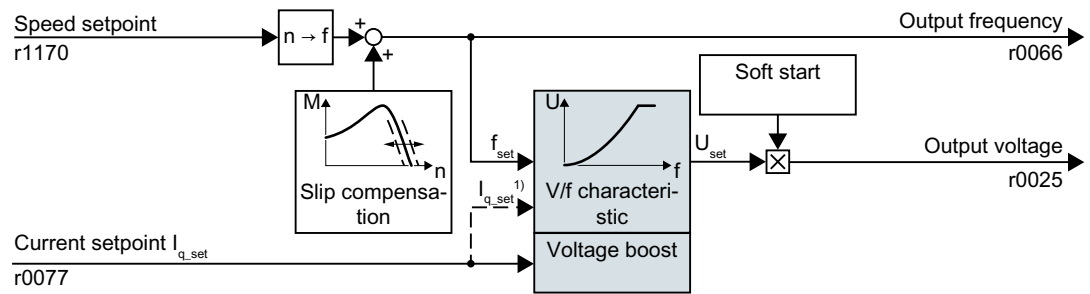 Speed setpoint
r1170
n → f
+
+
Output frequency
r0066
Soft start
M
n
Slip compensa-
tion
U
f
f_set
I_q_set 1)
V/f characteri-
stic
U_set
Output voltage
r0025
Current setpoint I_q_set
r0077
Voltage boost